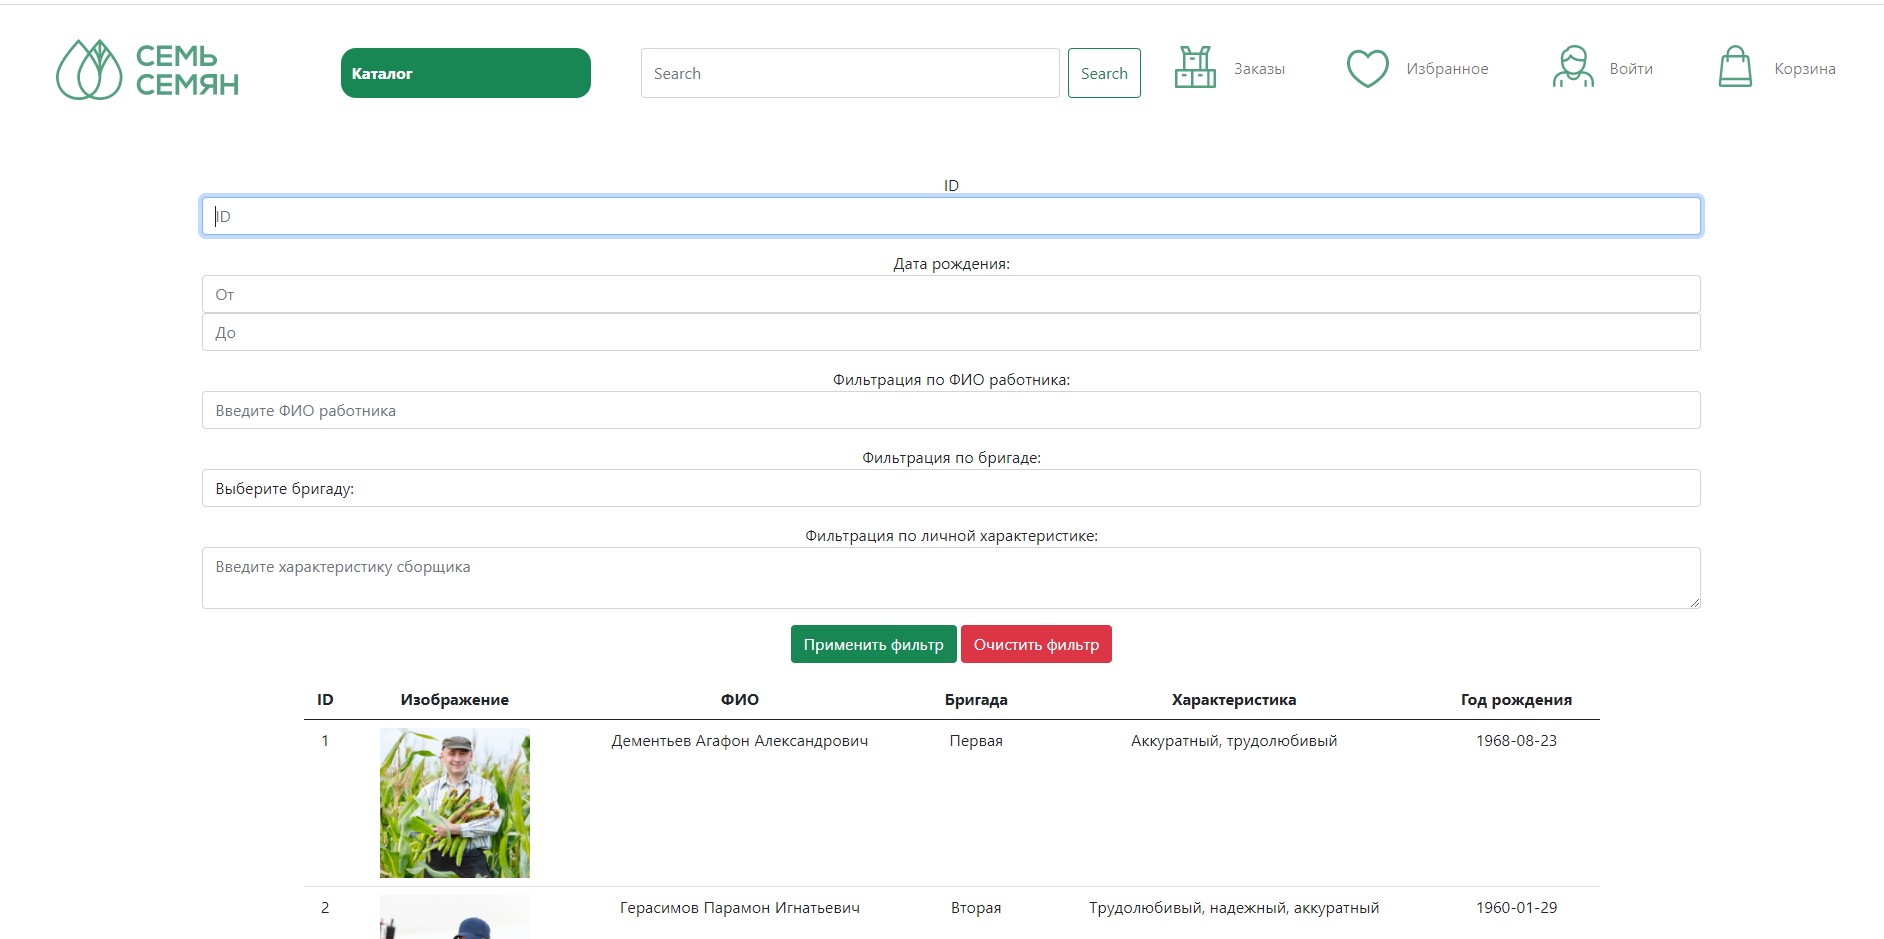 СЕМЬ
СЕМЯН
Каталог
Search
Search
Заказы
Избранное
Войти
Корзина
ID
ID
Дата рождения:
От
До
Фильтрация по ФИО работника:
Введите ФИО работника
Фильтрация по бригаде:
Выберите бригаду:
Фильтрация по личной характеристике:
Введите характеристику сборщика
Применить фильтр
Очистить фильтр
ID Изображение ФИО Бригада Характеристика Год рождения
1 Дементьев Агафон Александрович Первая Аккуратный, трудолюбивый 1968-08-23
2 Герасимов Парамон Игнатьевич Вторая Трудолюбивый, надежный, аккуратный 1960-01-29